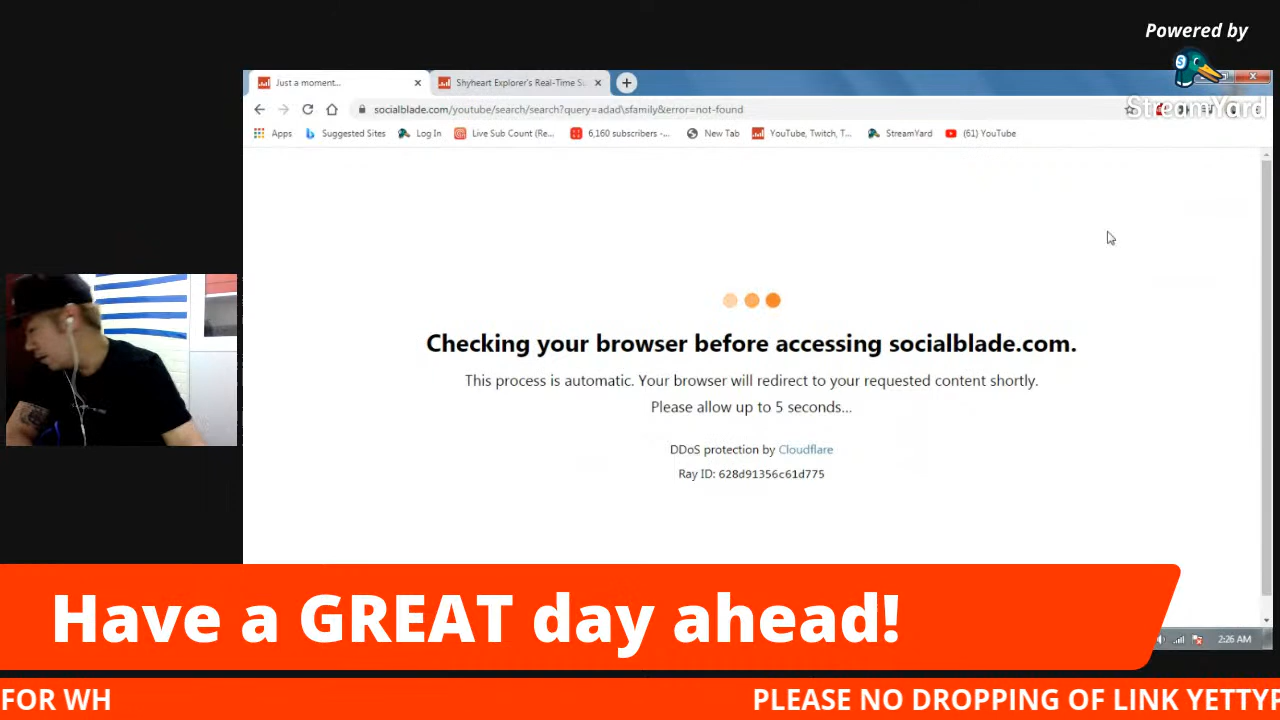 Powered by
StreamYard
Just a moment...
Shyheart Explorer's Real-Time Su
socialblade.com/youtube/search/search?query=adad\sfamily&error=not-found
Apps
Suggested Sites
Log In
Live Sub Count (Re...
6,160 subscribers -...
New Tab
YouTube, Twitch, T...
StreamYard
(61) YouTube
Checking your browser before accessing socialblade.com.
This process is automatic. Your browser will redirect to your requested content shortly.
Please allow up to 5 seconds...
DDoS protection by Cloudflare
Ray ID: 628d91356c61d775
Have a GREAT day ahead!
2:26 AM
FOR WH
PLEASE NO DROPPING OF LINK YETTYP